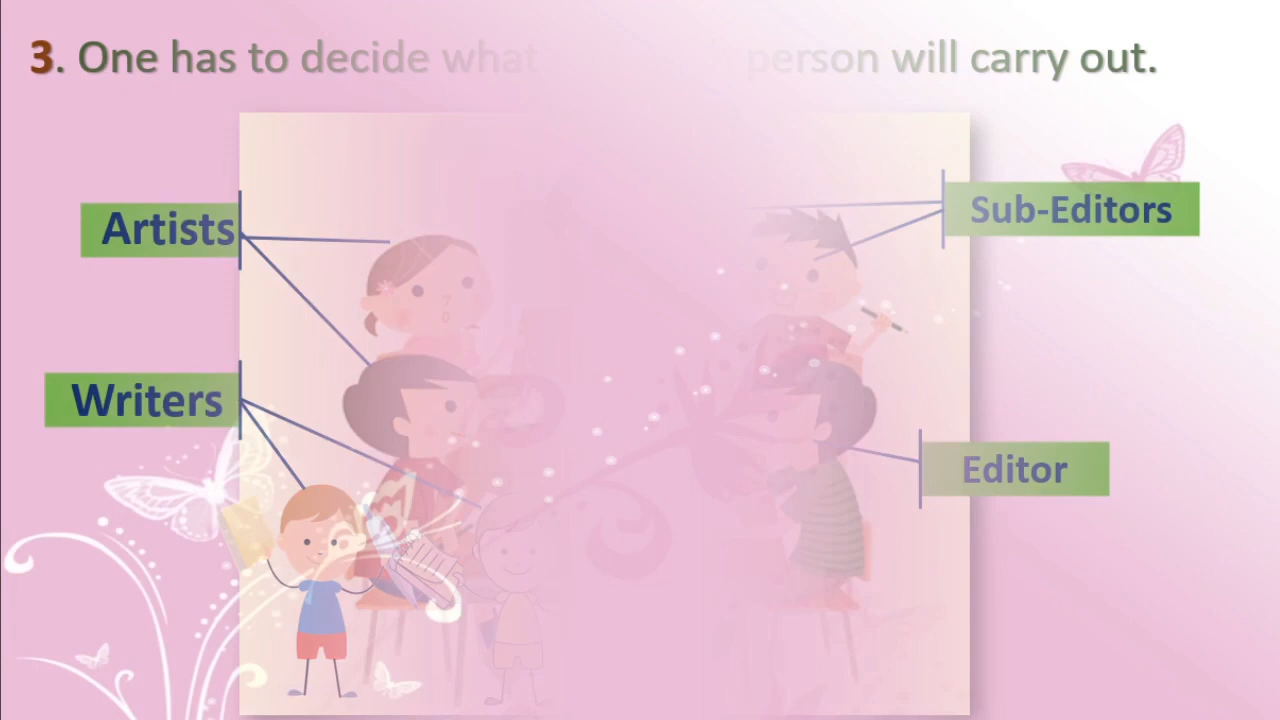 3. One has to decide what person will carry out.
Artists
Sub-Editors
Writers
Editor